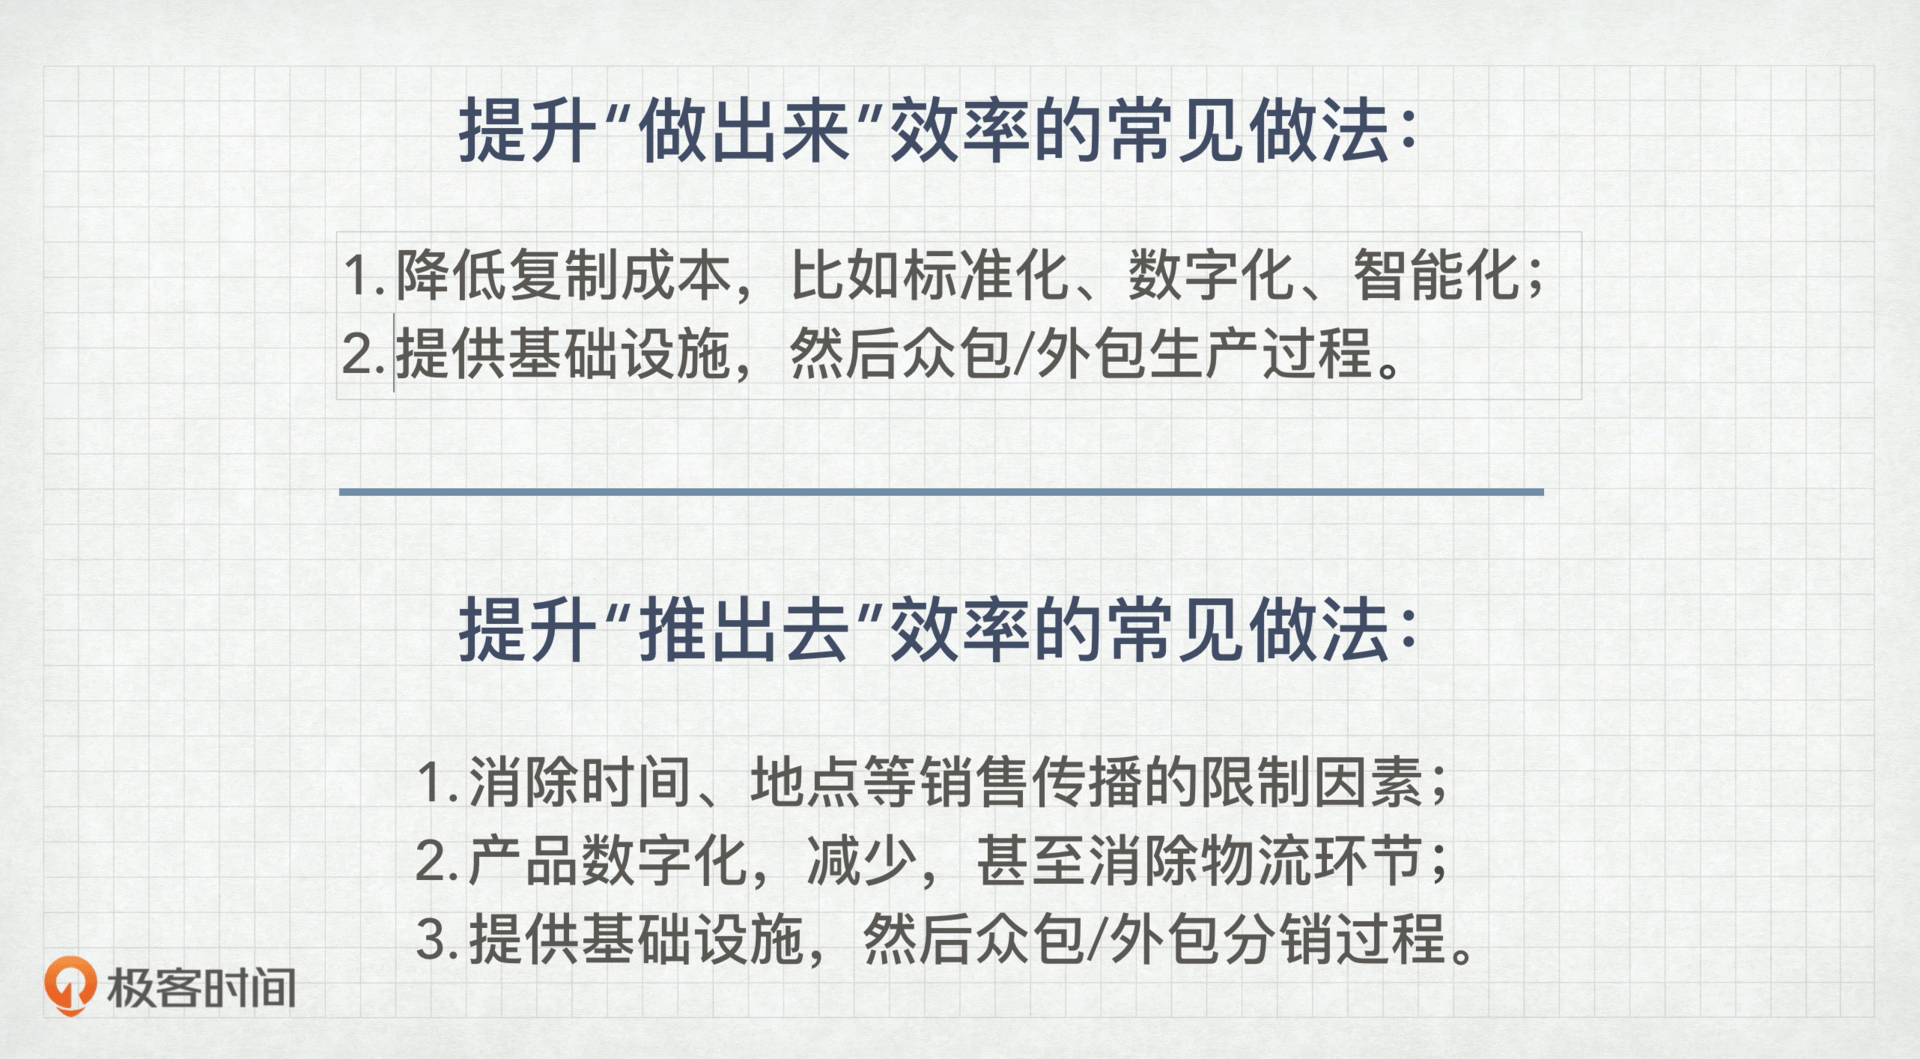 提升“做出来”效率的常见做法：
1.降低复制成本，比如标准化、数字化、智能化；
2.提供基础设施，然后众包/外包生产过程。
提升“推出去”效率的常见做法：
1.消除时间、地点等销售传播的限制因素；
2.产品数字化，减少，甚至消除物流环节；
3.提供基础设施，然后众包/外包分销过程。
极客时间